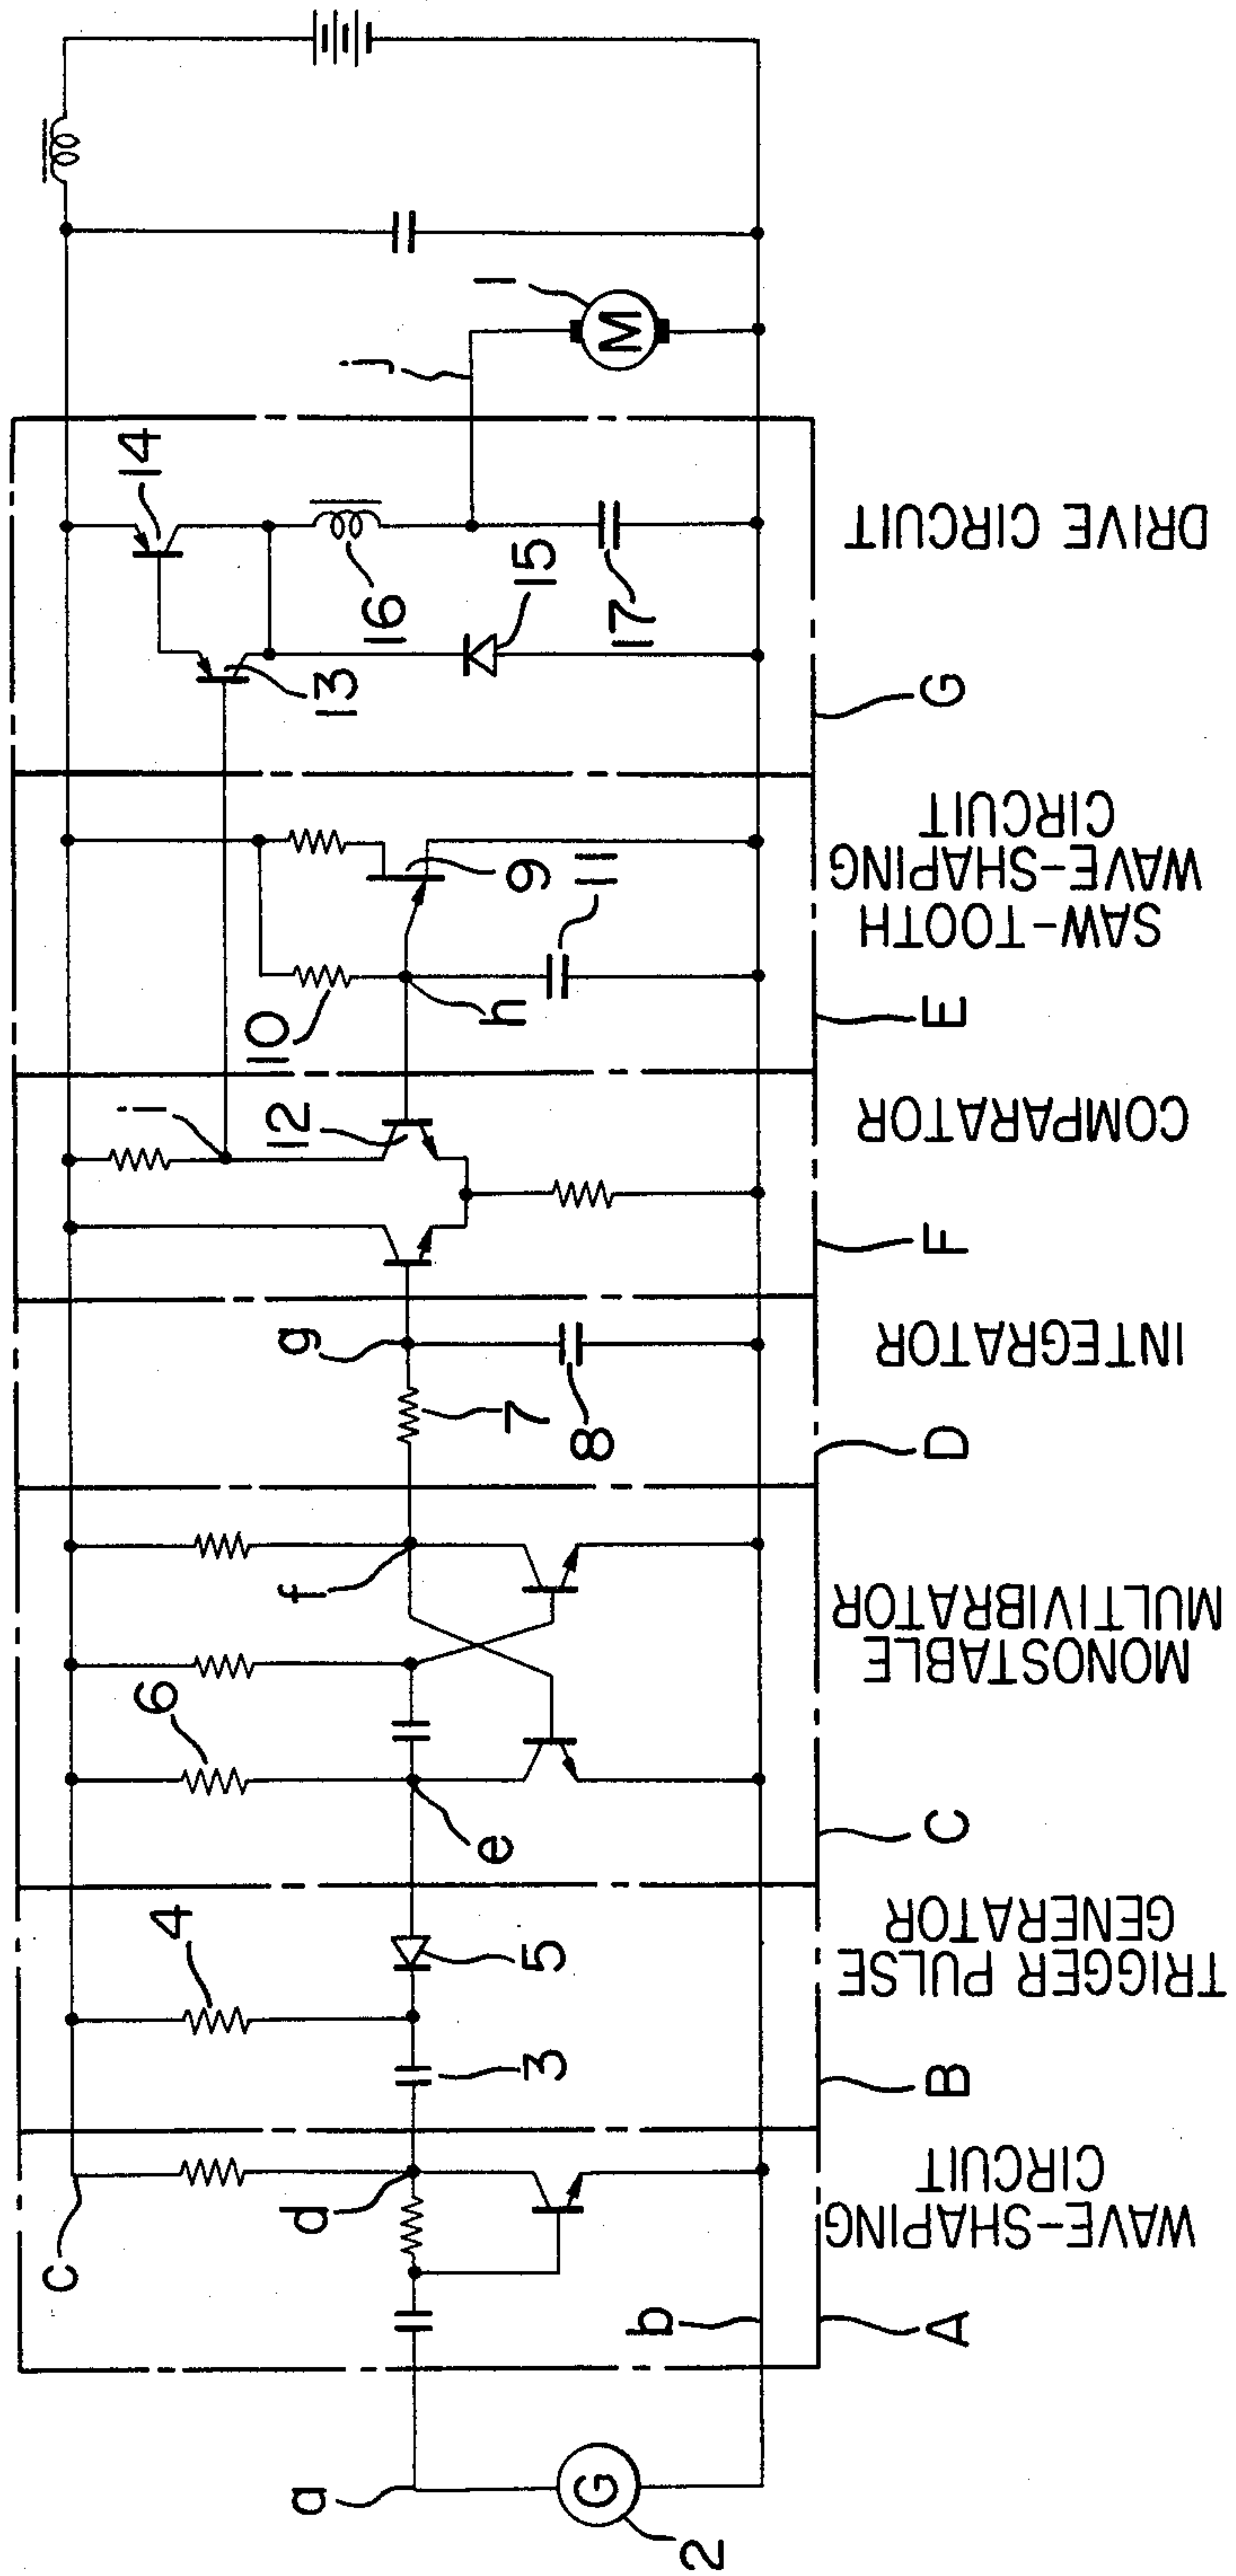 c
6
4
14
i
10
12
13
16
15
17
j
1
M
9
11
h
g
7
8
f
e
5
3
d
a
G
2
b
A
B
C
D
F
E
G
WAVE-SHAPING
CIRCUIT
TRIGGER PULSE
GENERATOR
MONOSTABLE
MULTIVIBRATOR
INTEGRATOR
COMPARATOR
SAW-TOOTH
WAVE-SHAPING
CIRCUIT
DRIVE CIRCUIT